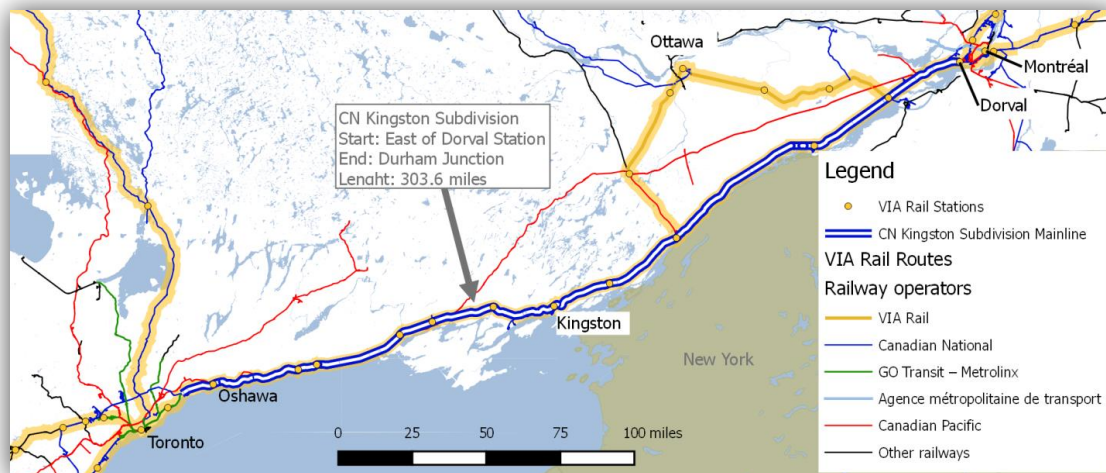 Ottawa
Montréal
Dorval
CN Kingston Subdivision
Start: East of Dorval Station
End: Durham Junction
Lenght: 303.6 miles
Kingston
New York
Oshawa
Toronto
0 25 50 75 100 miles
Legend
VIA Rail Stations
CN Kingston Subdivision Mainline
VIA Rail Routes
Railway operators
VIA Rail
Canadian National
GO Transit – Metrolinx
Agence métropolitaine de transport
Canadian Pacific
Other railways